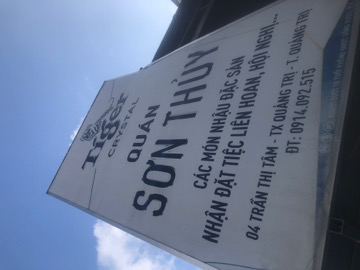 Tiger
CRYSTAL
QUÁN
SƠN THỦY
CÁC MÓN NHẬU ĐẶC SẢN
NHẬN ĐẶT TIỆC LIÊN HOAN, HỘI NGHỊ...
04 TRẦN THỊ TÂM - TX QUẢNG TRỊ - T. QUẢNG TRỊ
ĐT: 0914.092.515